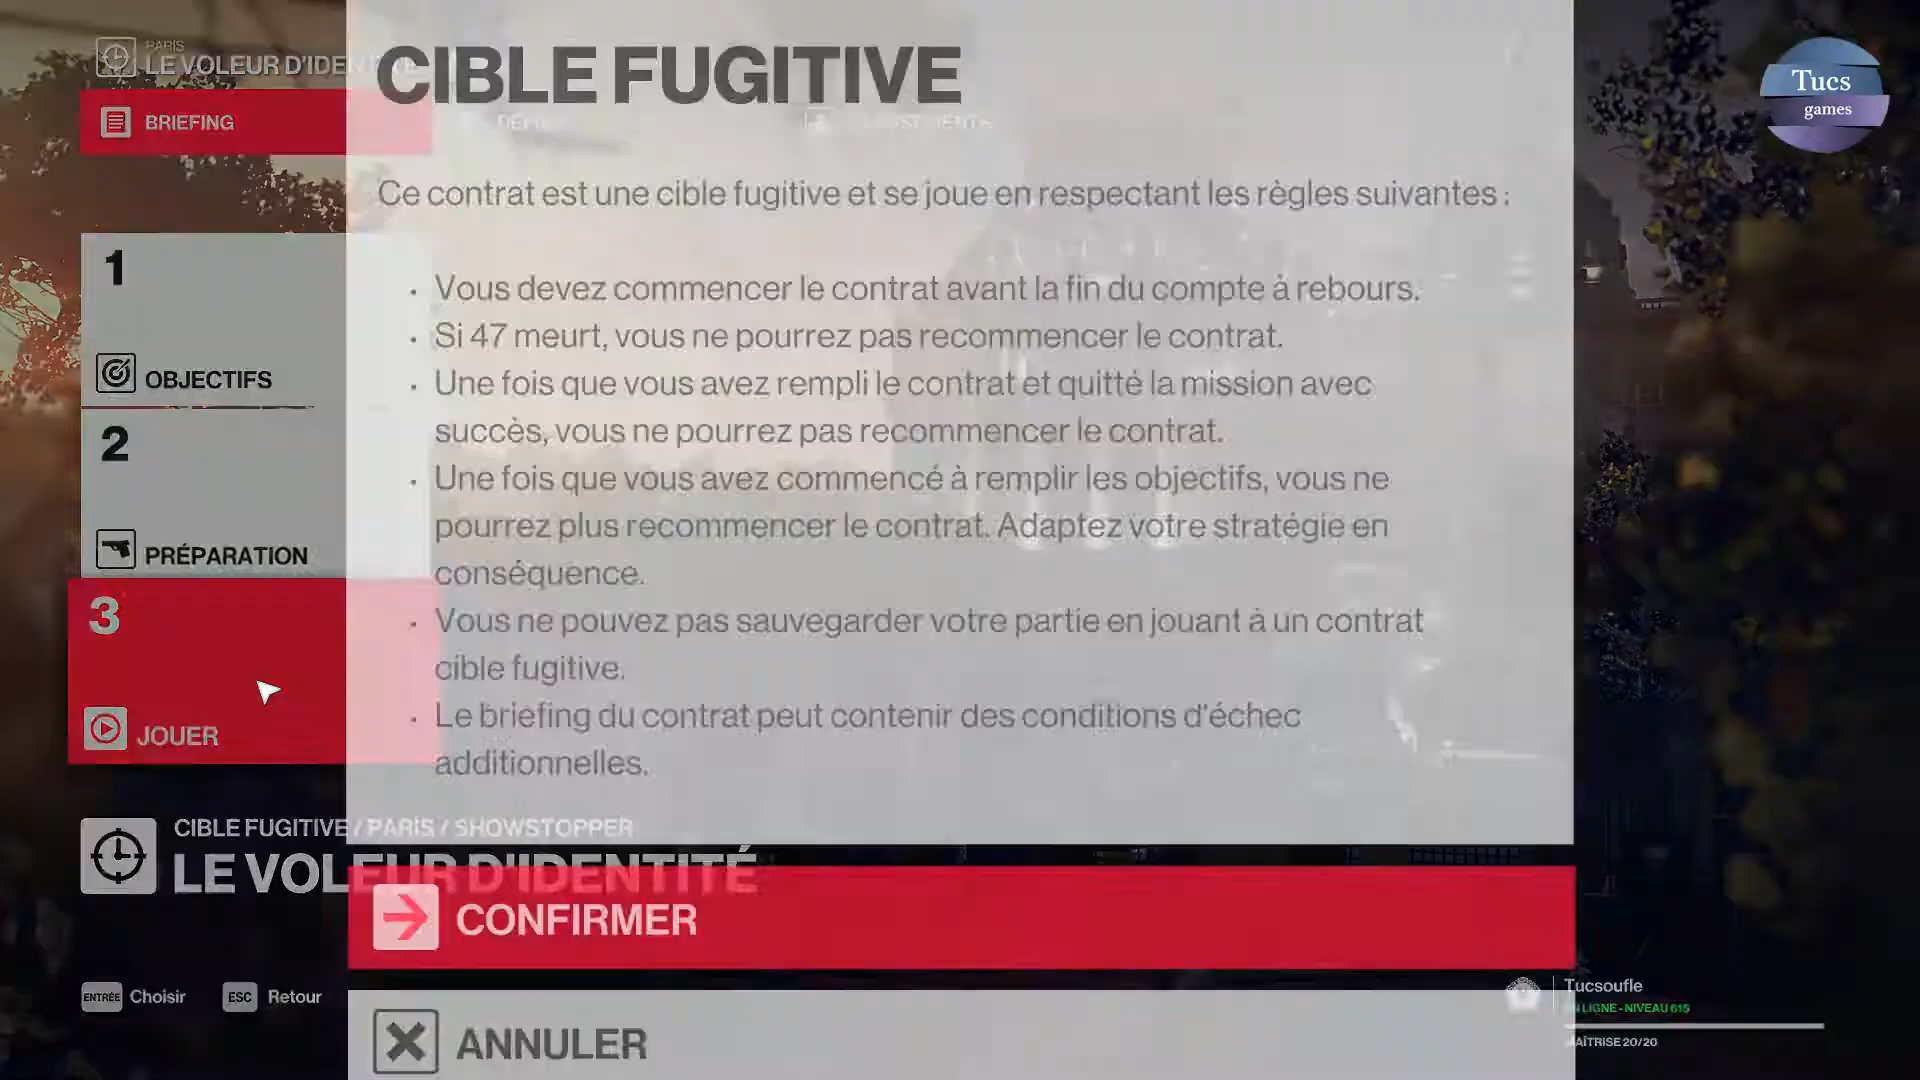 PARIS
LE VOLEUR D'IDEN
BRIEFING
CIBLE FUGITIVE
Tucs
games
Ce contrat est une cible fugitive et se joue en respectant les règles suivantes :
• Vous devez commencer le contrat avant la fin du compte à rebours.
• Si 47 meurt, vous ne pourrez pas recommencer le contrat.
• Une fois que vous avez rempli le contrat et quitté la mission avec
succès, vous ne pourrez pas recommencer le contrat.
• Une fois que vous avez commencé à remplir les objectifs, vous ne
pourrez plus recommencer le contrat. Adaptez votre stratégie en
conséquence.
• Vous ne pouvez pas sauvegarder votre partie en jouant à un contrat
cible fugitive.
• Le briefing du contrat peut contenir des conditions d'échec
additionnelles.
1
OBJECTIFS
2
PRÉPARATION
3
JOUER
CIBLE FUGITIVE / PARIS / SHOWSTOPPER
LE VOLEUR D'IDENTITÉ
CONFIRMER
ANNULER
ENTRÉE Choisir ESC Retour
Tucsoufle
EN LIGNE - NIVEAU 615
MAÎTRISE 20/20